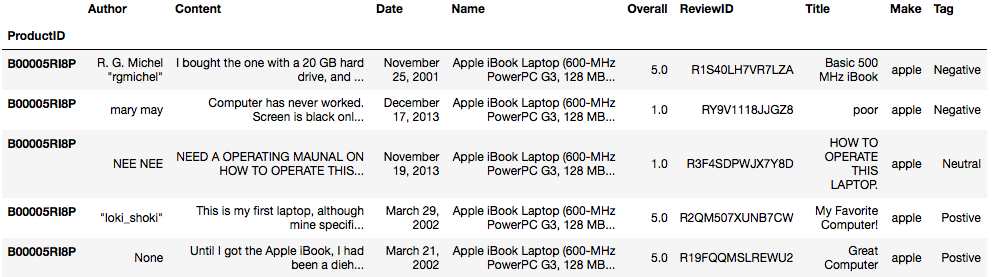 Author Content Date Name Overall ReviewID Title Make Tag
ProductID
B00005RI8P R. G. Michel "rgmichel" I bought the one with a 20 GB hard drive, and ... November 25, 2001 Apple iBook Laptop (600-MHz PowerPC G3, 128 MB... 5.0 R1S40LH7VR7LZA Basic 500 MHz iBook apple Negative
B00005RI8P mary may Computer has never worked. Screen is black onl... December 17, 2013 Apple iBook Laptop (600-MHz PowerPC G3, 128 MB... 1.0 RY9V1118JJGZ8 poor apple Negative
B00005RI8P NEE NEE NEED A OPERATING MAUNAL ON HOW TO OPERATE THIS... November 19, 2013 Apple iBook Laptop (600-MHz PowerPC G3, 128 MB... 1.0 R3F4SDPWJX7Y8D HOW TO OPERATE THIS LAPTOP. apple Neutral
B00005RI8P "loki_shoki" This is my first laptop, although mine specifi... March 29, 2002 Apple iBook Laptop (600-MHz PowerPC G3, 128 MB... 5.0 R2QM507XUNB7CW My Favorite Computer! apple Postive
B00005RI8P None Until I got the Apple iBook, I had been a dieh... March 21, 2002 Apple iBook Laptop (600-MHz PowerPC G3, 128 MB... 5.0 R19FQQMSLREWU2 Great Computer apple Postive